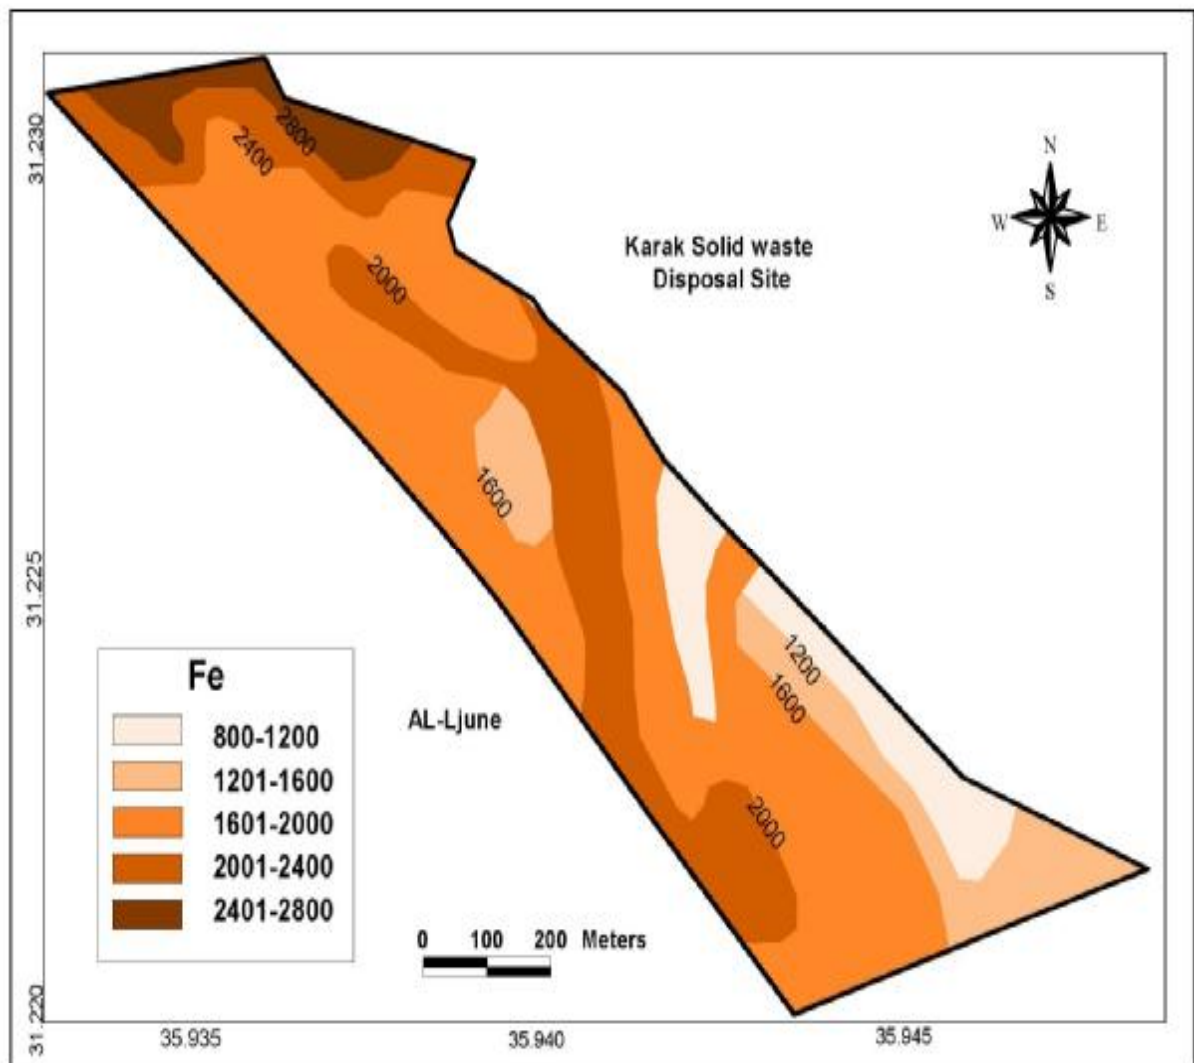 31.230
31.225
31.220
2800
2400
2000
1600
1200
1600
2000
N
W
E
S
Karak Solid waste
Disposal Site
AL-Ljune
Fe
800-1200
1201-1600
1601-2000
2001-2400
2401-2800
0 100 200 Meters
35.935 35.940 35.945